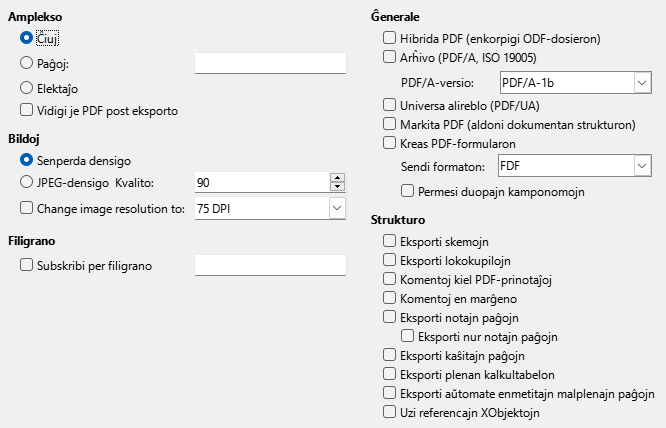 Amplekso
Ĉiuj
Paĝoj:
Elektaĵo
Vidigi je PDF post eksporto
Bildoj
Senperda densigo
JPEG-densigo Kvalito: 90
Change image resolution to: 75 DPI
Filigrano
Subskribi per filigrano
Ĝenerale
Hibrida PDF (enkorpigi ODF-dosieron)
Arĥivo (PDF/A, ISO 19005)
PDF/A-versio: PDF/A-1b
Universa alireblo (PDF/UA)
Markita PDF (aldoni dokumentan strukturon)
Kreas PDF-formularon
Sendi formaton: FDF
Permesi duopajn kamponomojn
Strukturo
Eksporti skemojn
Eksporti lokokupilojn
Komentoj kiel PDF-prinotaĵoj
Komentoj en marĝeno
Eksporti notajn paĝojn
Eksporti nur notajn paĝojn
Eksporti kaŝitajn paĝojn
Eksporti plenan kalkultabelon
Eksporti aŭtomate enmetitajn malplenajn paĝojn
Uzi referencajn XObjektojn